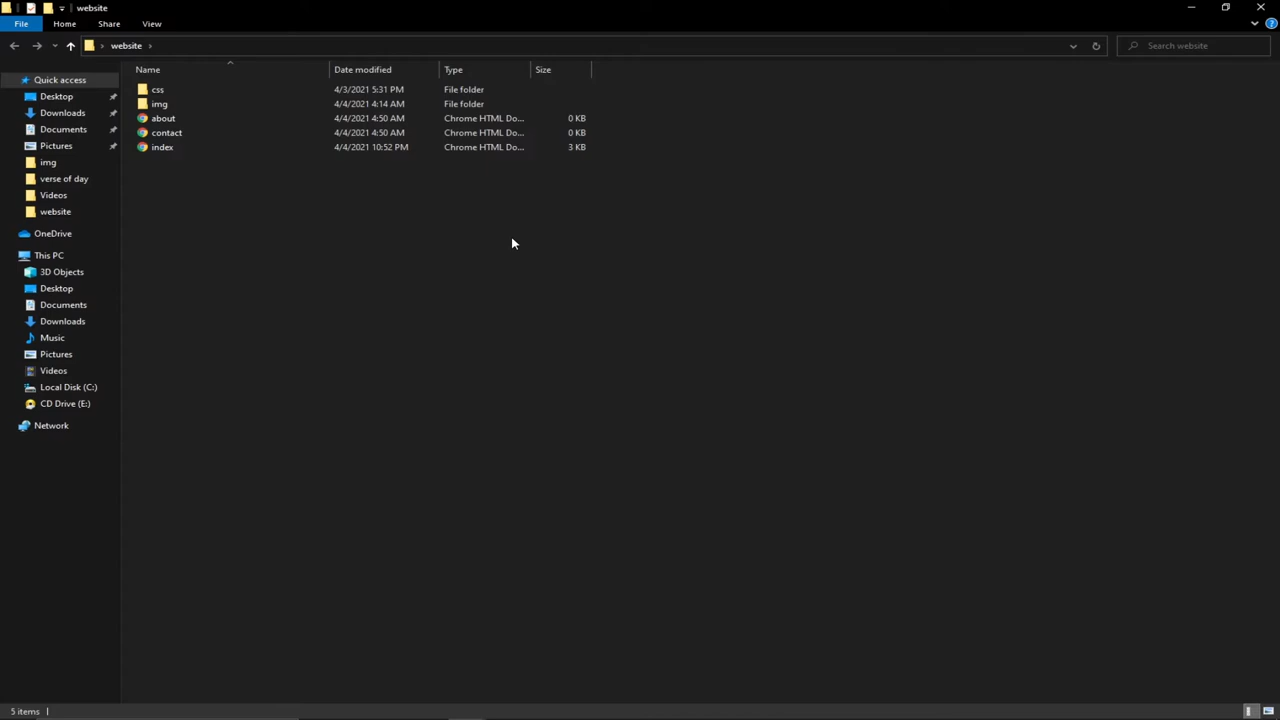 website
File Home Share View
website Search website
Name Date modified Type Size
css 4/3/2021 5:31 PM File folder
img 4/4/2021 4:14 AM File folder
about 4/4/2021 4:50 AM Chrome HTML Do... 0 KB
contact 4/4/2021 4:50 AM Chrome HTML Do... 0 KB
index 4/4/2021 10:52 PM Chrome HTML Do... 3 KB
Quick access
Desktop
Downloads
Documents
Pictures
img
verse of day
Videos
website
OneDrive
This PC
3D Objects
Desktop
Documents
Downloads
Music
Pictures
Videos
Local Disk (C:)
CD Drive (E:)
Network
5 items